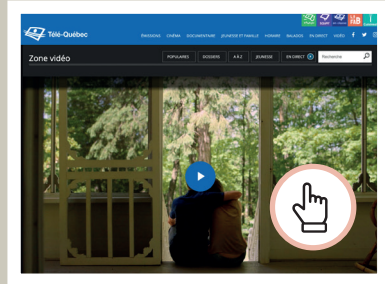 Télé-Québec
ÉMISSIONS CINÉMA DOCUMENTAIRE JEUNESSE ET FAMILLE HORAIRE BALADOS EN DIRECT VIDÉO
Zone vidéo
POPULAIRES DOSSIERS A À Z JEUNESSE EN DIRECT Recherche